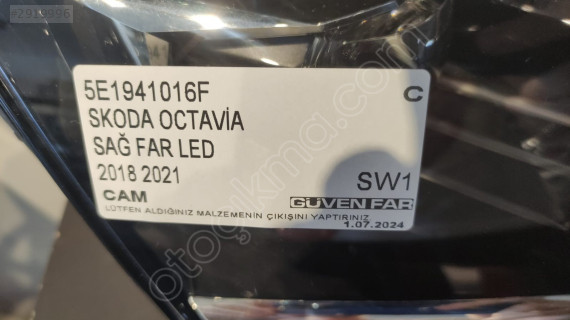 #2919996
5E1941016F C
SKODA OCTAVİA
SAĞ FAR LED
2018 2021 SW1
CAM GÜVEN FAR
LÜTFEN ALDIĞINIZ MALZEMENİN ÇIKIŞINI YAPTIRINIZ
1.07.2024
otoçıkma.com